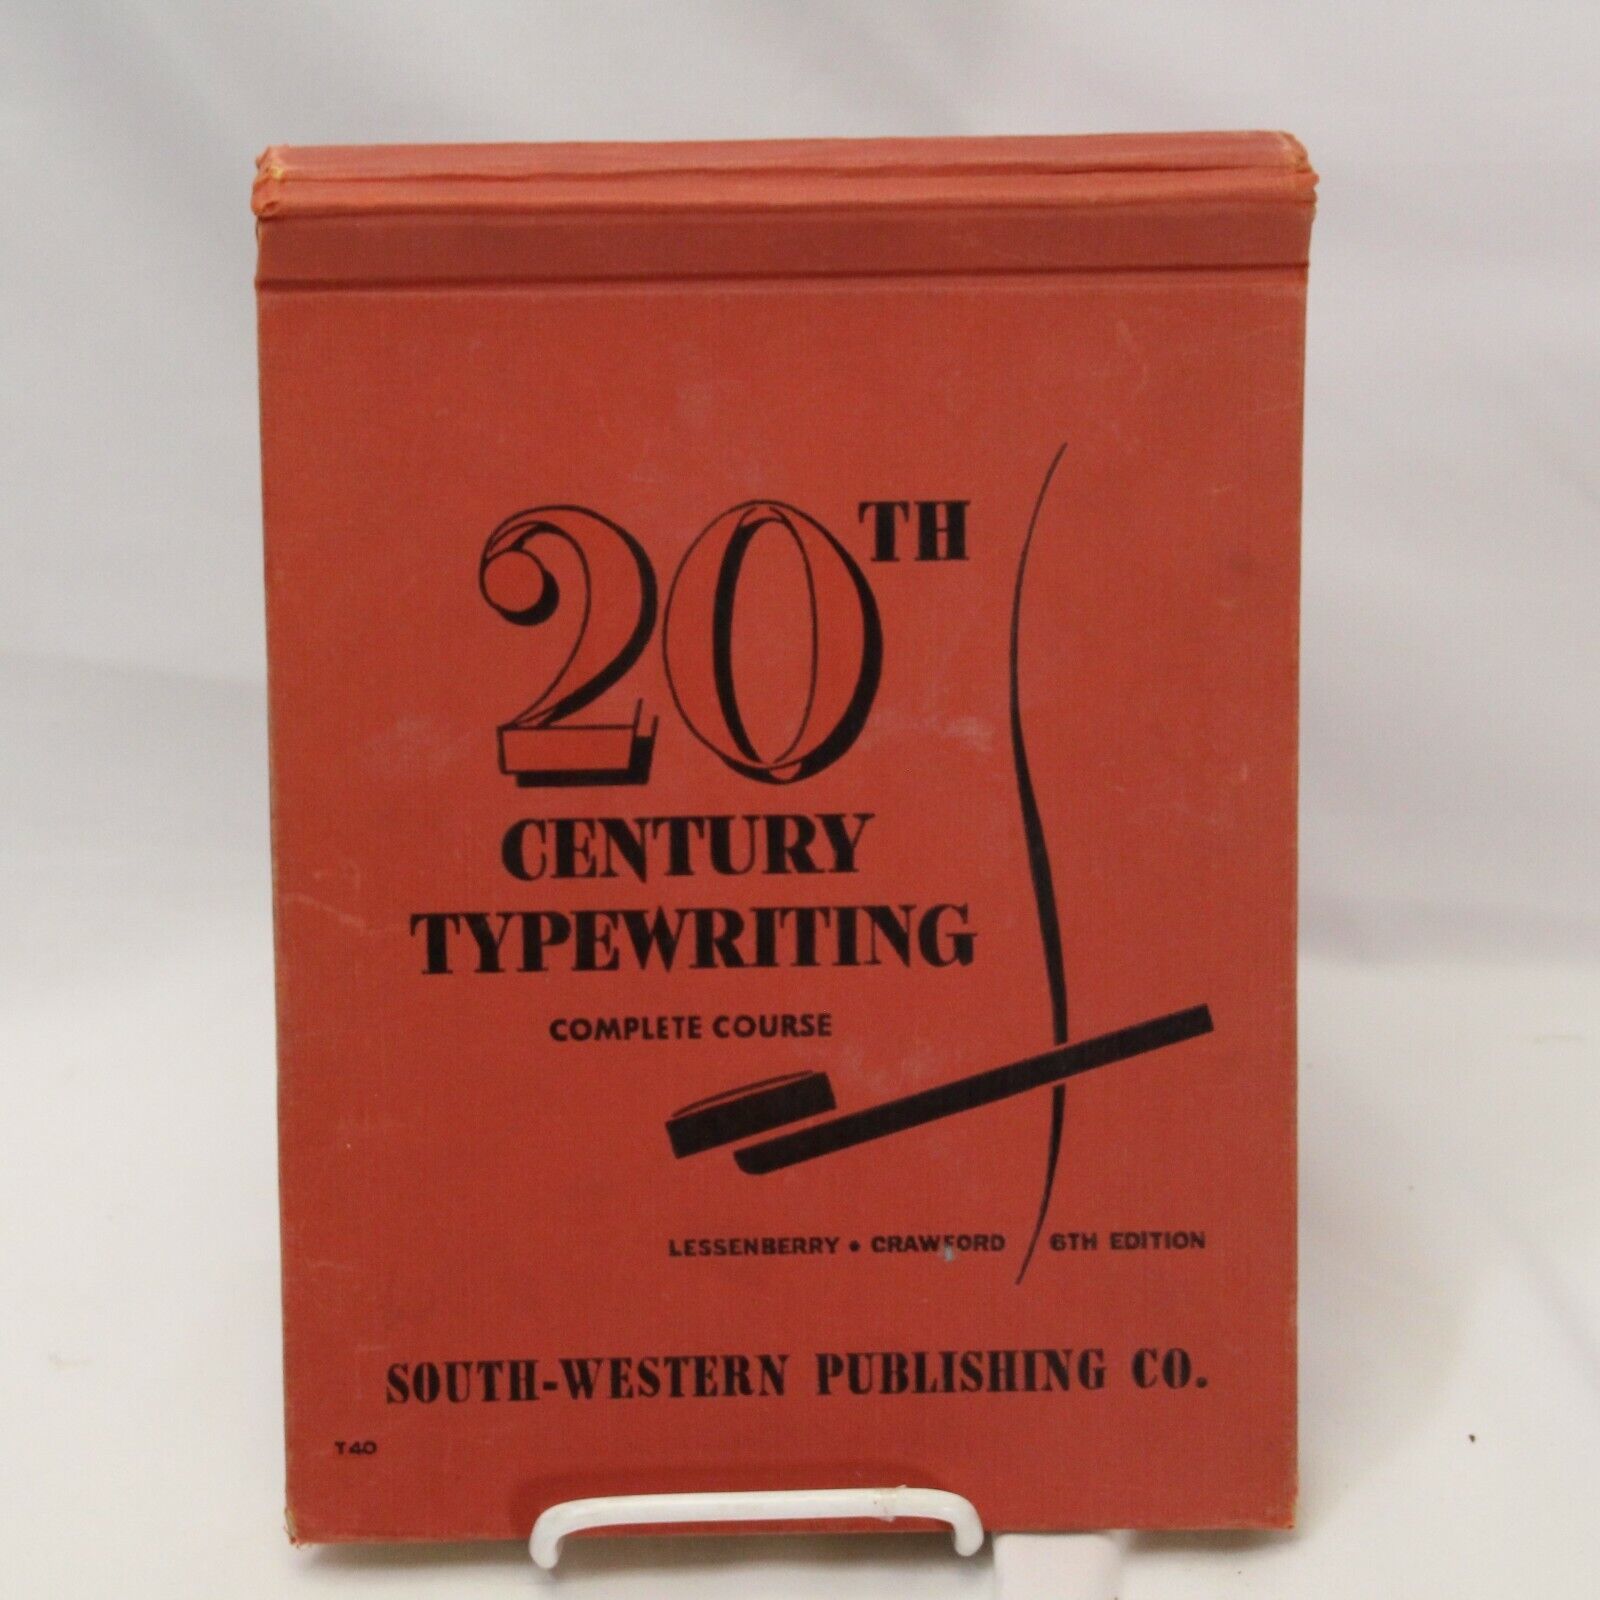 20TH
CENTURY
TYPEWRITING
COMPLETE COURSE
LESSENBERRY • CRAWFORD 6TH EDITION
SOUTH-WESTERN PUBLISHING CO.
T40